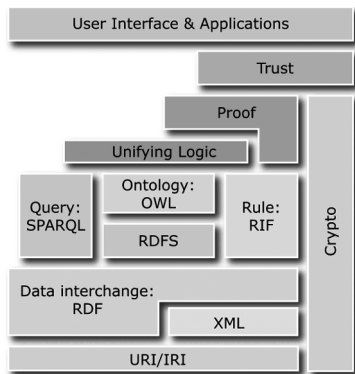 User Interface & Applications
Trust
Proof
Unifying Logic
Query:
SPARQL
Ontology:
OWL
RDFS
Rule:
RIF
Crypto
Data interchange:
RDF
XML
URI/IRI